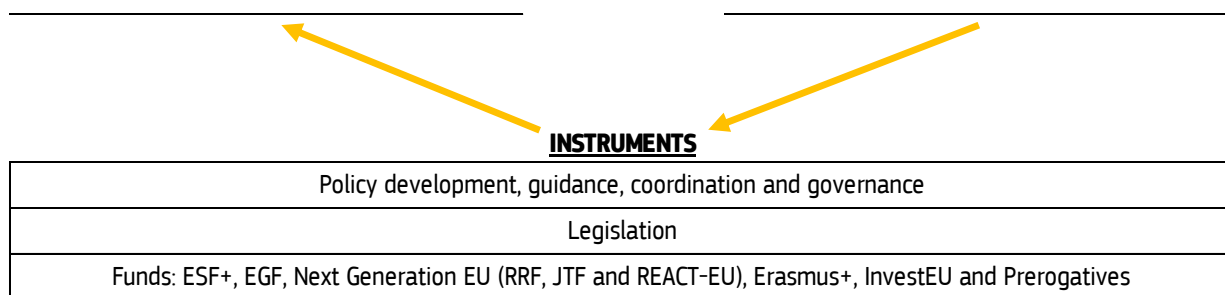 INSTRUMENTS
Policy development, guidance, coordination and governance
Legislation
Funds: ESF+, EGF, Next Generation EU (RRF, JTF and REACT-EU), Erasmus+, InvestEU and Prerogatives